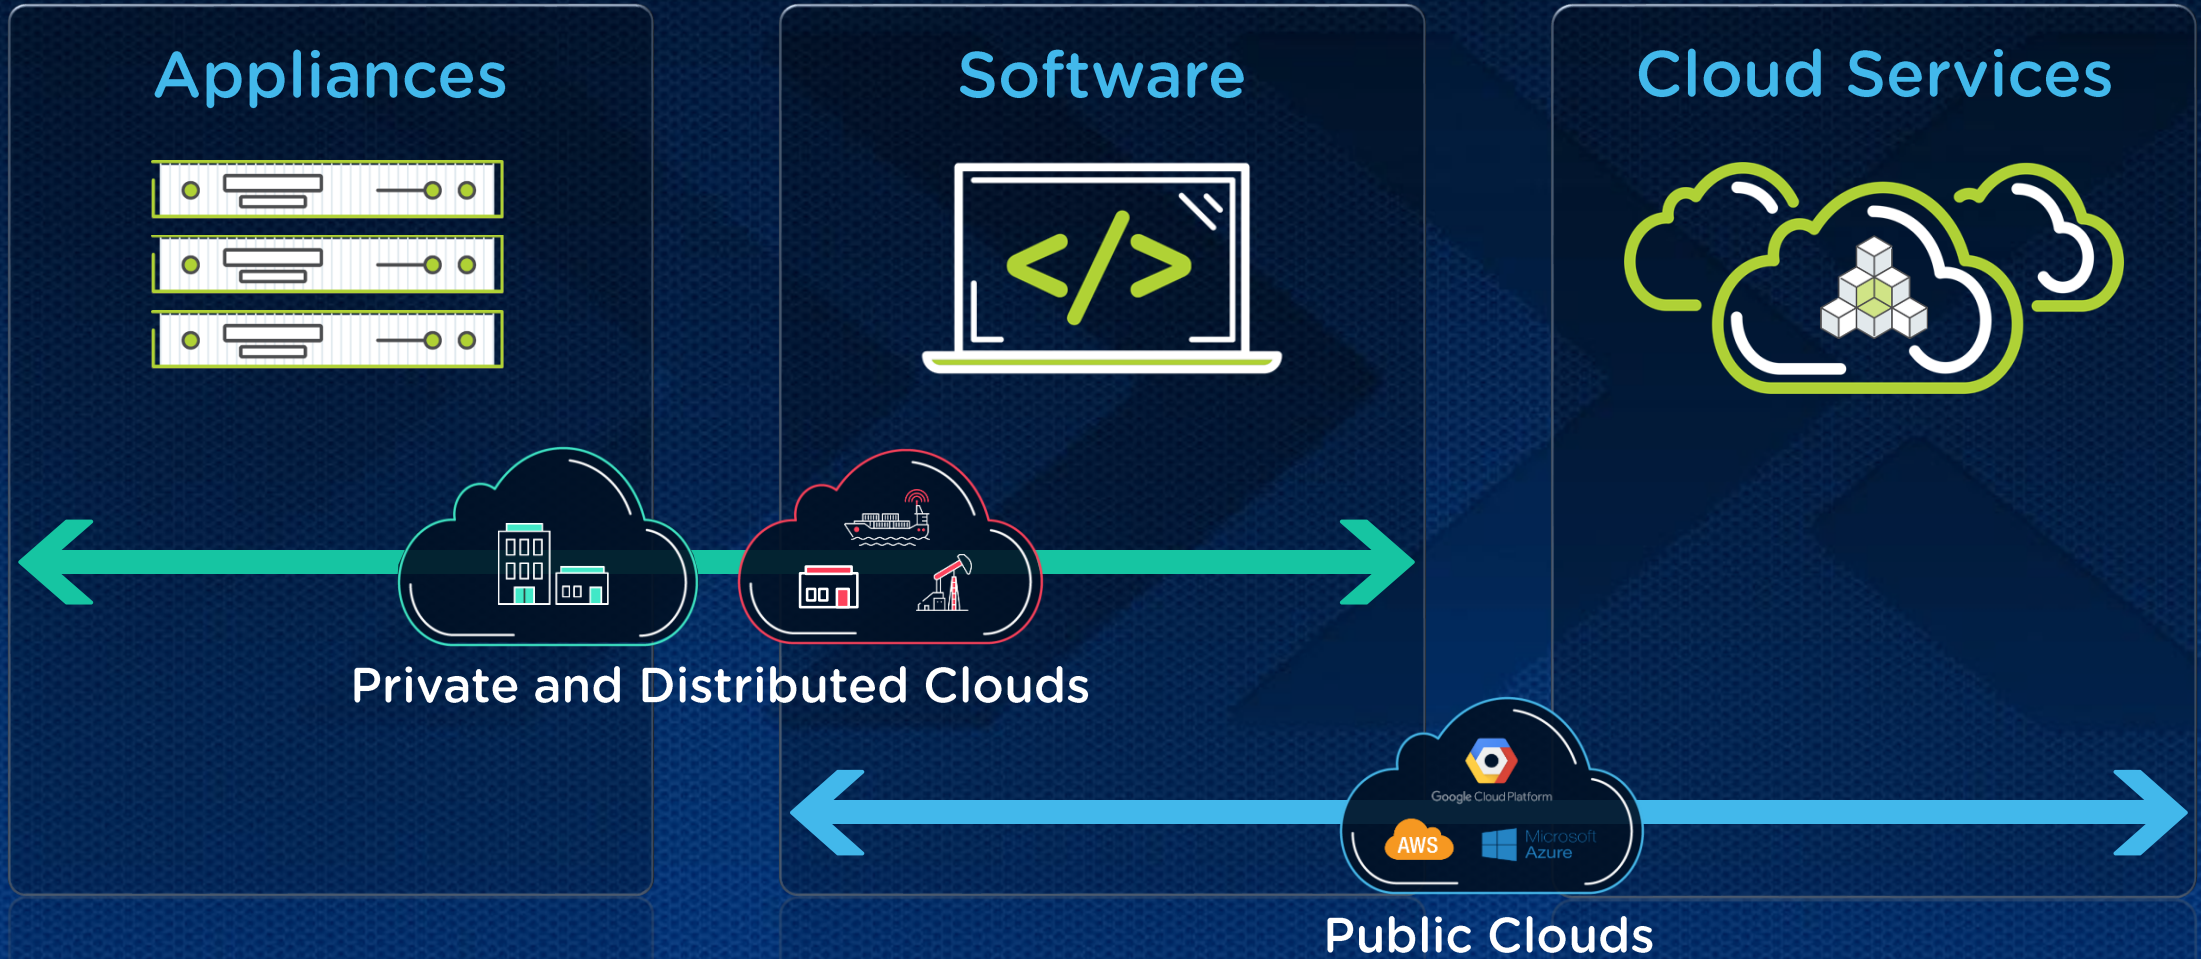 Appliances
Software
Cloud Services
</>
Private and Distributed Clouds
Google Cloud Platform
AWS
Microsoft
Azure
Public Clouds